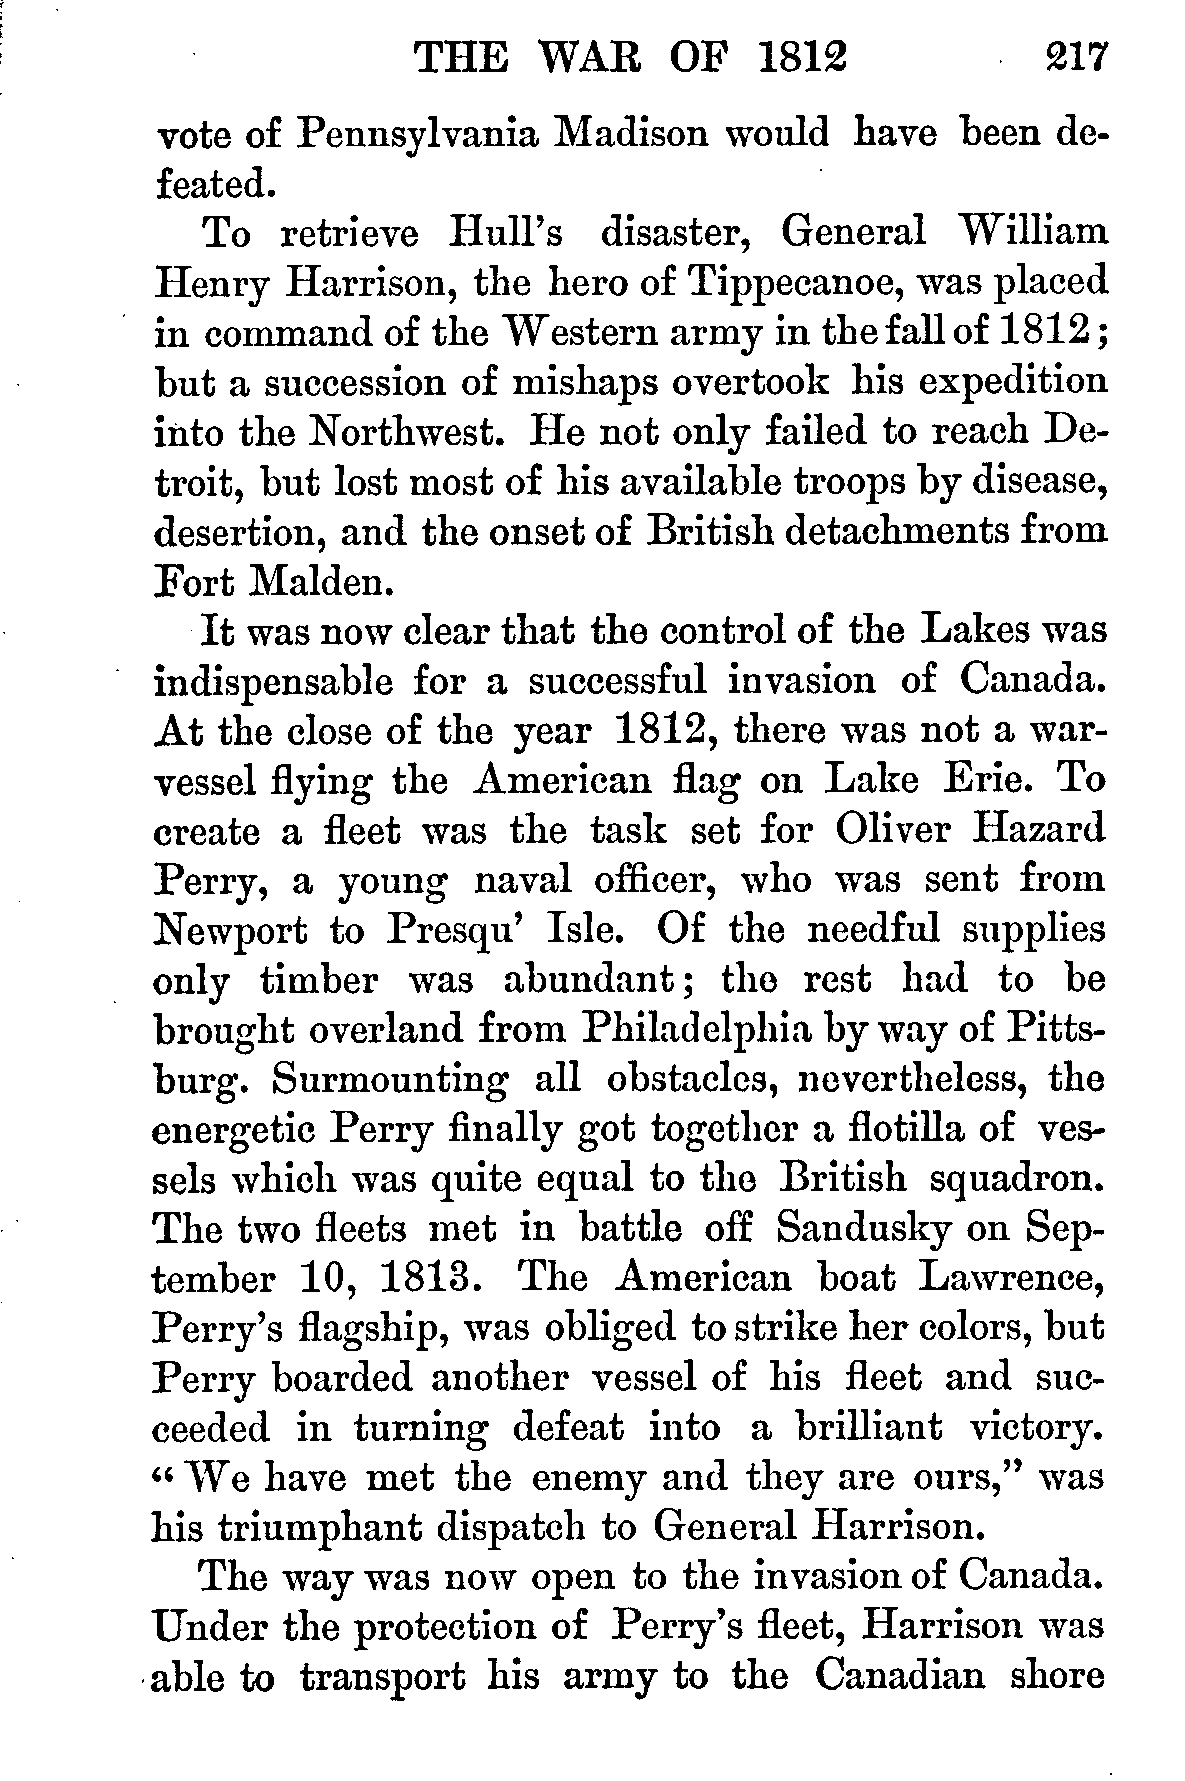 THE WAR OF 1812 217
vote of Pennsylvania Madison would have been de-
feated.
To retrieve Hull's disaster, General William
Henry Harrison, the hero of Tippecanoe, was placed
in command of the Western army in the fall of 1812;
but a succession of mishaps overtook his expedition
into the Northwest. He not only failed to reach De-
troit, but lost most of his available troops by disease,
desertion, and the onset of British detachments from
Fort Malden.
It was now clear that the control of the Lakes was
indispensable for a successful invasion of Canada.
At the close of the year 1812, there was not a war-
vessel flying the American flag on Lake Erie. To
create a fleet was the task set for Oliver Hazard
Perry, a young naval officer, who was sent from
Newport to Presqu' Isle. Of the needful supplies
only timber was abundant; the rest had to be
brought overland from Philadelphia by way of Pitts-
burg. Surmounting all obstacles, nevertheless, the
energetic Perry finally got together a flotilla of ves-
sels which was quite equal to the British squadron.
The two fleets met in battle off Sandusky on Sep-
tember 10, 1813. The American boat Lawrence,
Perry's flagship, was obliged to strike her colors, but
Perry boarded another vessel of his fleet and suc-
ceeded in turning defeat into a brilliant victory.
"We have met the enemy and they are ours," was
his triumphant dispatch to General Harrison.
The way was now open to the invasion of Canada.
Under the protection of Perry's fleet, Harrison was
able to transport his army to the Canadian shore